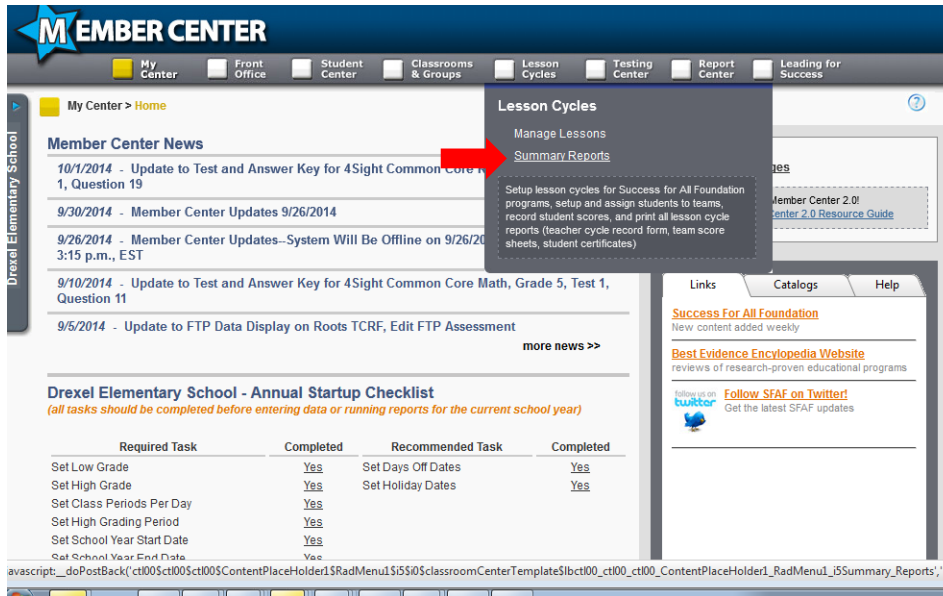 MEMBER CENTER
My Center
Front Office
Student Center
Classrooms & Groups
Lesson Cycles
Testing Center
Report Center
Leading for Success
Drexel Elementary School
My Center > Home
?
Lesson Cycles
Manage Lessons
Summary Reports
Setup lesson cycles for Success for All Foundation
programs, setup and assign students to teams,
record student scores, and print all lesson cycle
reports (teacher cycle record form, team score
sheets, student certificates)
Member Center News
10/1/2014 - Update to Test and Answer Key for 4Sight Common Core
1, Question 19
9/30/2014 - Member Center Updates 9/26/2014
9/26/2014 - Member Center Updates--System Will Be Offline on 9/26/20
3:15 p.m., EST
9/10/2014 - Update to Test and Answer Key for 4Sight Common Core Math, Grade 5, Test 1,
Question 11
9/5/2014 - Update to FTP Data Display on Roots TCRF, Edit FTP Assessment
more news >>
ges
Member Center 2.0!
Center 2.0 Resource Guide
Links
Catalogs
Help
Success For All Foundation
New content added weekly
Best Evidence Encylopedia Website
reviews of research-proven educational programs
follow us on
twitter
Follow SFAF on Twitter!
Get the latest SFAF updates
Drexel Elementary School - Annual Startup Checklist
(all tasks should be completed before entering data or running reports for the current school year)
Required Task Completed Recommended Task Completed
Set Low Grade Yes Set Days Off Dates Yes
Set High Grade Yes Set Holiday Dates Yes
Set Class Periods Per Day Yes
Set High Grading Period Yes
Set School Year Start Date Yes
Set School Year End Date Yes
avascript:__doPostBack('ctl00$ctl00$ctl00$ContentPlaceHolder1$RadMenu1$i5$i0$classroomCenterTemplate$lbctl00_ctl00_ctl00_ContentPlaceHolder1_RadMenu1_i5Summary_Reports','